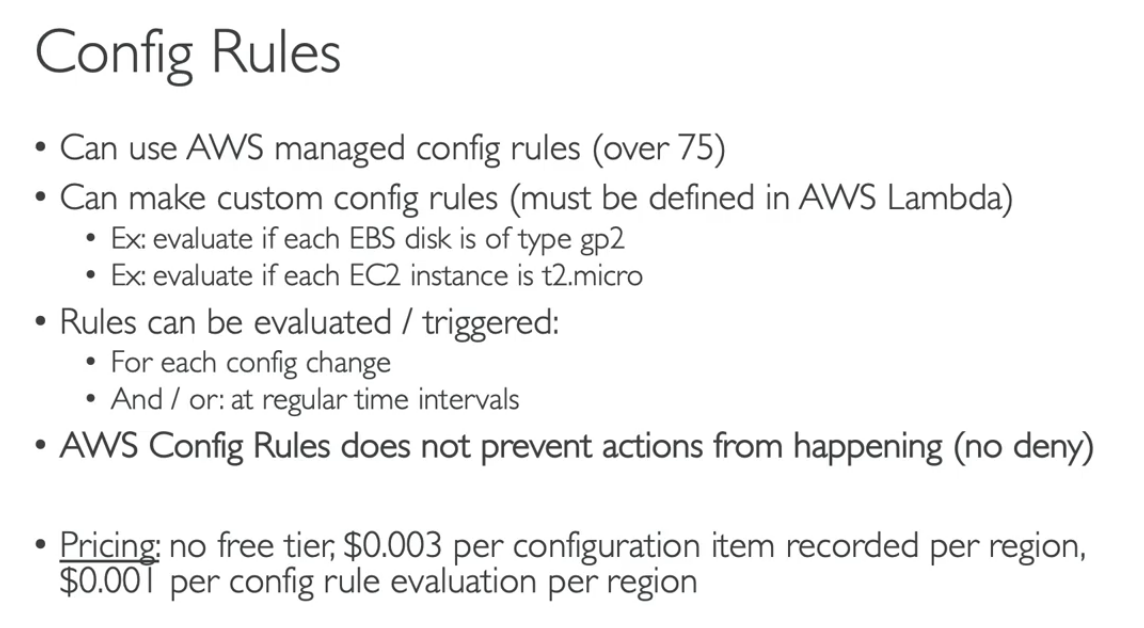 Config Rules
• Can use AWS managed config rules (over 75)
• Can make custom config rules (must be defined in AWS Lambda)
• Ex: evaluate if each EBS disk is of type gp2
• Ex: evaluate if each EC2 instance is t2.micro
• Rules can be evaluated / triggered:
• For each config change
• And / or: at regular time intervals
• AWS Config Rules does not prevent actions from happening (no deny)
• Pricing: no free tier, $0.003 per configuration item recorded per region,
$0.001 per config rule evaluation per region